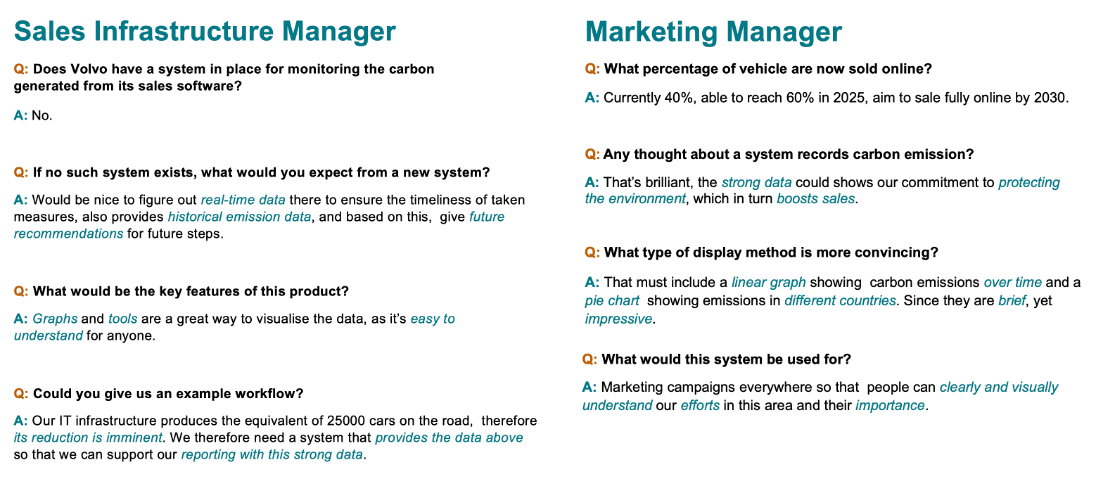 Sales Infrastructure Manager
Q: Does Volvo have a system in place for monitoring the carbon
generated from its sales software?
A: No.
Q: If no such system exists, what would you expect from a new system?
A: Would be nice to figure out real-time data there to ensure the timeliness of taken
measures, also provides historical emission data, and based on this, give future
recommendations for future steps.
Q: What would be the key features of this product?
A: Graphs and tools are a great way to visualise the data, as it's easy to
understand for anyone.
Q: Could you give us an example workflow?
A: Our IT infrastructure produces the equivalent of 25000 cars on the road, therefore
its reduction is imminent. We therefore need a system that provides the data above
so that we can support our reporting with this strong data.
Marketing Manager
Q: What percentage of vehicle are now sold online?
A: Currently 40%, able to reach 60% in 2025, aim to sale fully online by 2030.
Q: Any thought about a system records carbon emission?
A: That's brilliant, the strong data could shows our commitment to protecting
the environment, which in turn boosts sales.
Q: What type of display method is more convincing?
A: That must include a linear graph showing carbon emissions over time and a
pie chart showing emissions in different countries. Since they are brief, yet
impressive.
Q: What would this system be used for?
A: Marketing campaigns everywhere so that people can clearly and visually
understand our efforts in this area and their importance.